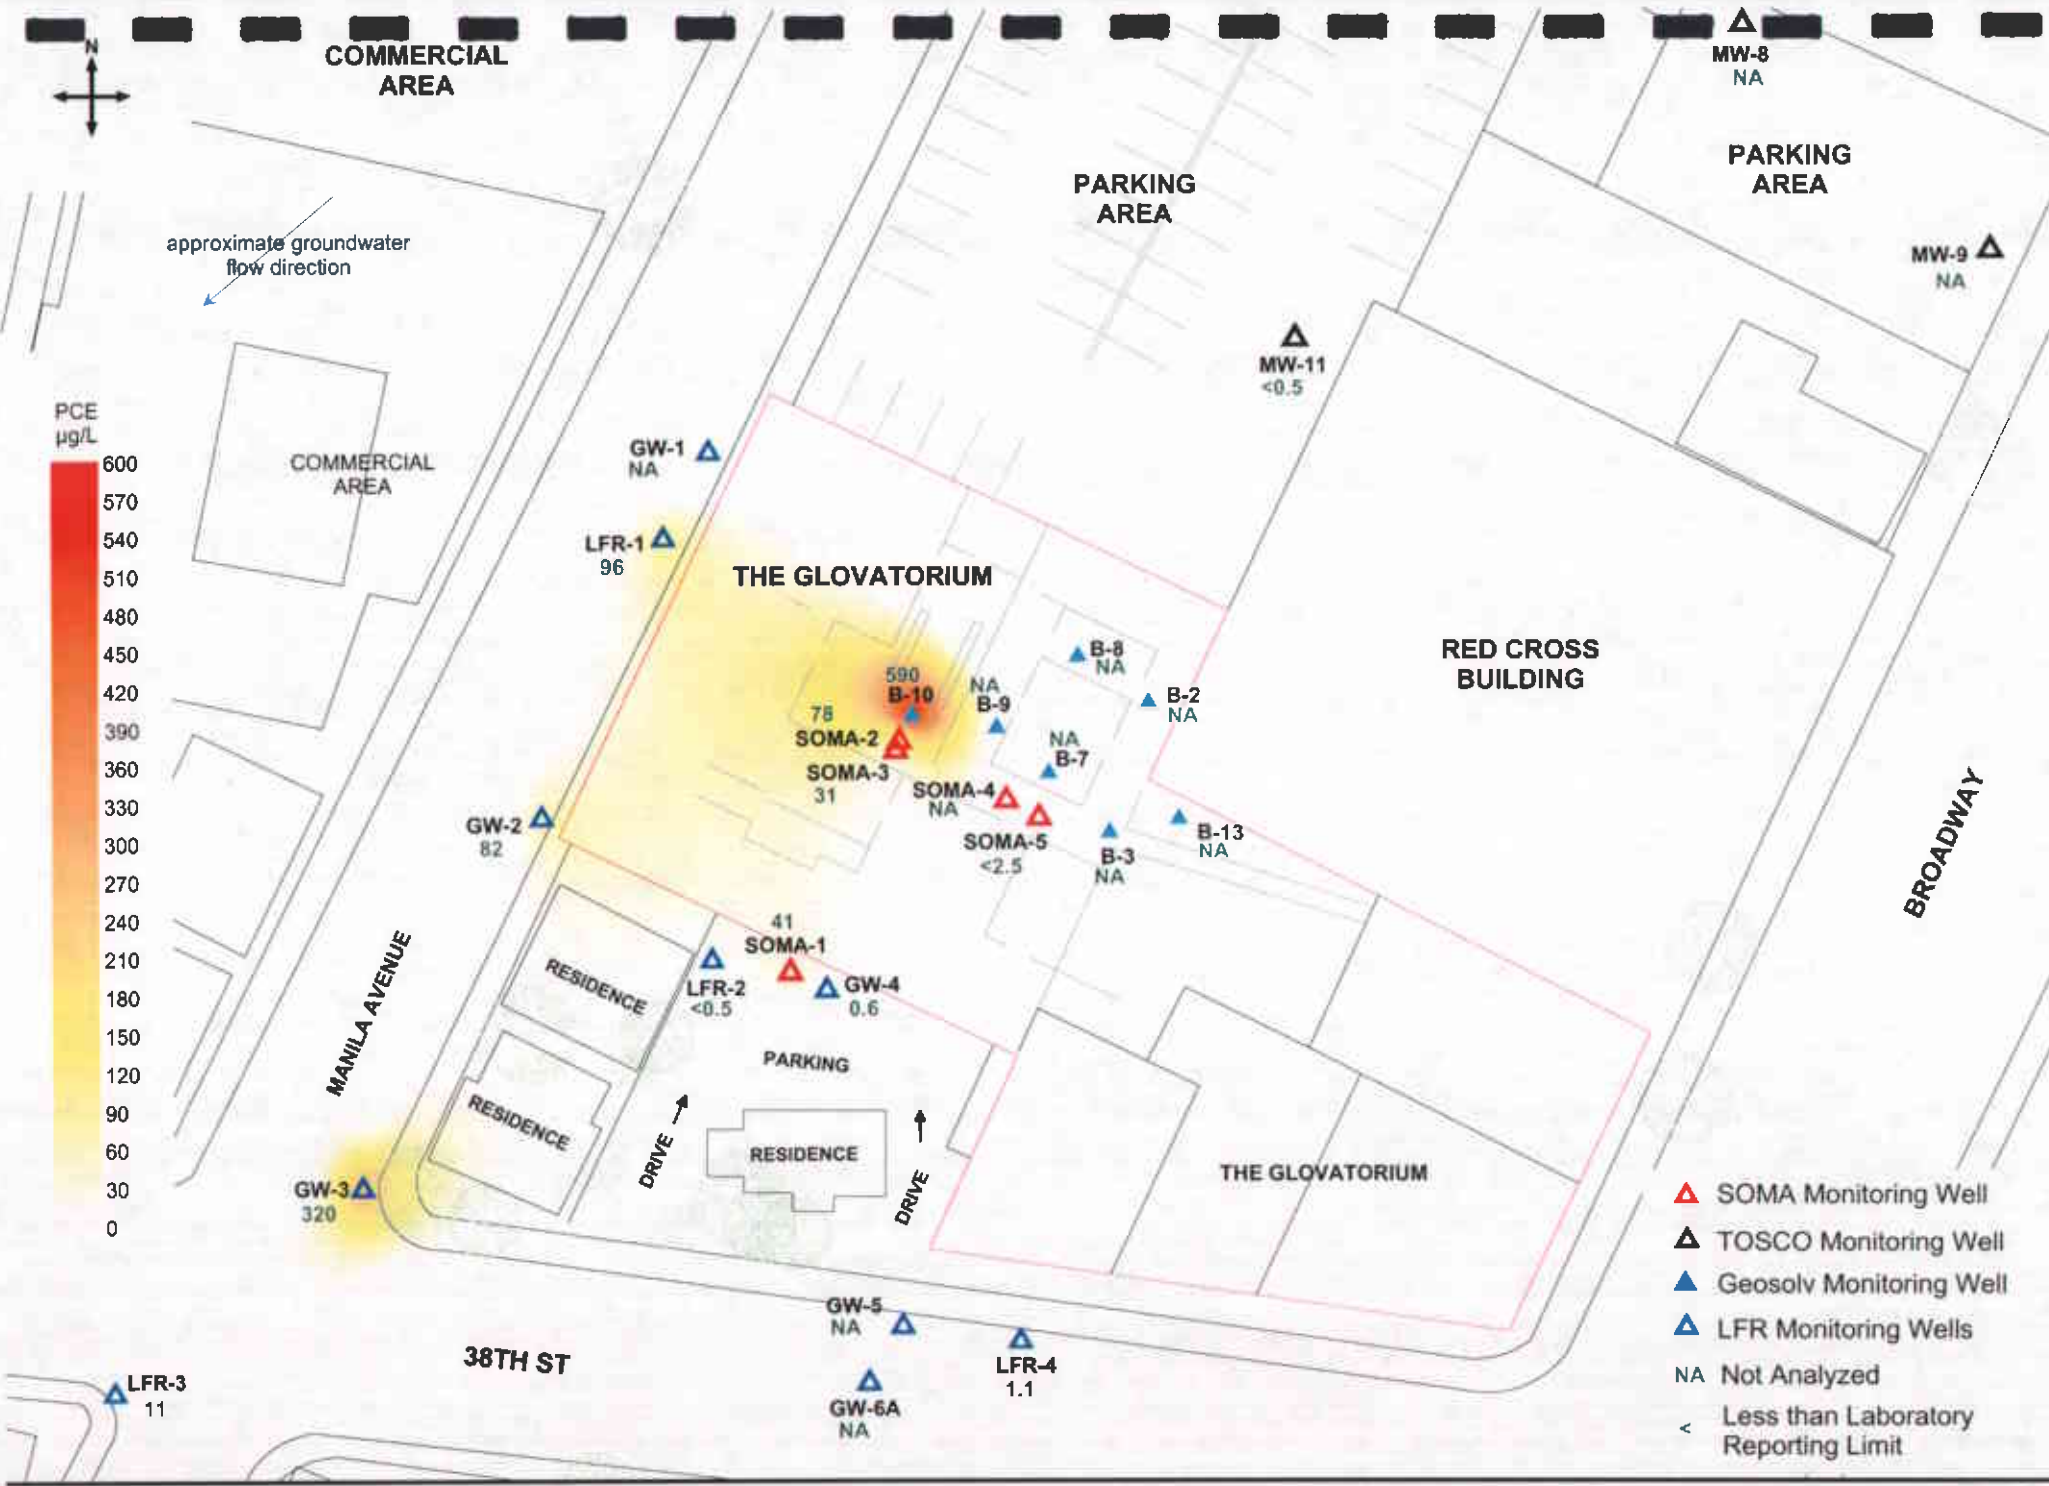 N
COMMERCIAL
AREA
MW-8
NA
PARKING
AREA
PARKING
AREA
approximate groundwater
flow direction
MW-9
NA
MW-11
<0.5
PCE
µg/L
600
570
540
510
480
450
420
390
360
330
300
270
240
210
180
150
120
90
60
30
0
COMMERCIAL
AREA
GW-1
NA
LFR-1
96
THE GLOVATORIUM
RED CROSS
BUILDING
590
B-10
NA
B-9
B-8
NA
B-2
NA
78
SOMA-2
SOMA-3
31
NA
B-7
SOMA-4
NA
SOMA-5
<2.5
B-3
NA
B-13
NA
GW-2
82
BROADWAY
MANILA AVENUE
41
SOMA-1
LFR-2
<0.5
GW-4
0.6
RESIDENCE
PARKING
RESIDENCE
DRIVE
RESIDENCE
DRIVE
THE GLOVATORIUM
GW-3
320
GW-5
NA
LFR-4
1.1
GW-6A
NA
38TH ST
LFR-3
11
SOMA Monitoring Well
TOSCO Monitoring Well
Geosolv Monitoring Well
LFR Monitoring Wells
NA Not Analyzed
< Less than Laboratory
Reporting Limit